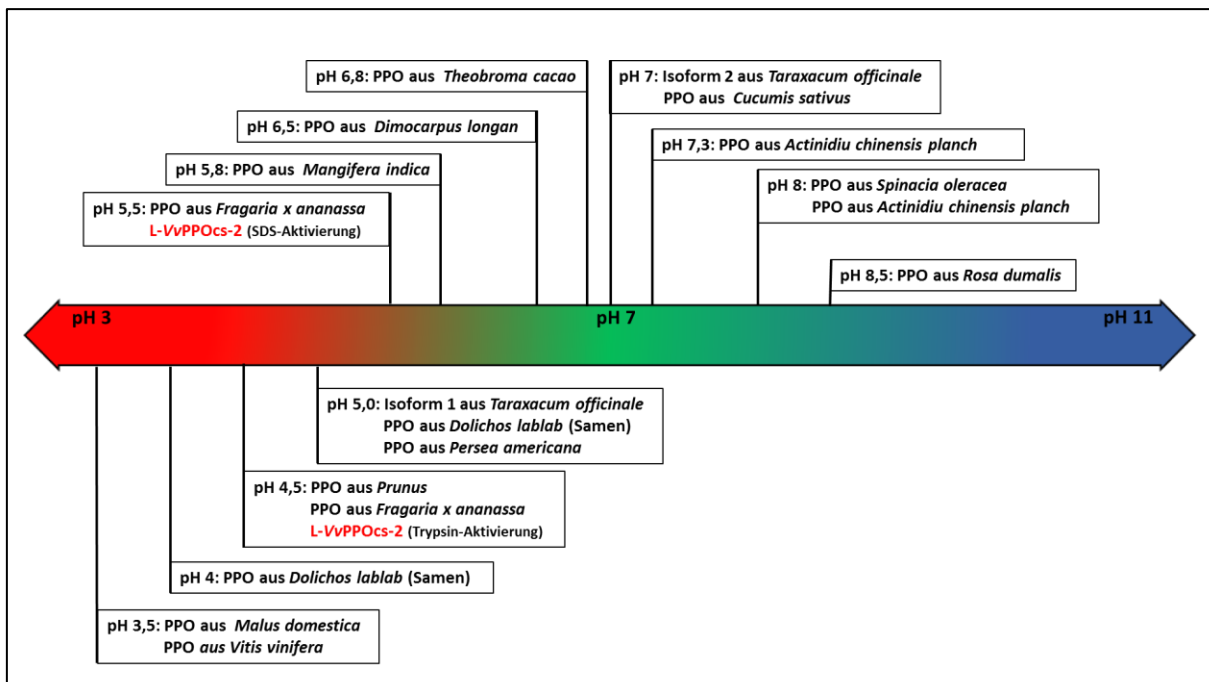 pH 6,8: PPO aus Theobroma cacao
pH 7: Isoform 2 aus Taraxacum officinale
PPO aus Cucumis sativus
pH 6,5: PPO aus Dimocarpus longan
pH 7,3: PPO aus Actinidiu chinensis planch
pH 5,8: PPO aus Mangifera indica
pH 8: PPO aus Spinacia oleracea
PPO aus Actinidiu chinensis planch
pH 5,5: PPO aus Fragaria x ananassa
L-VvPPOcs-2 (SDS-Aktivierung)
pH 8,5: PPO aus Rosa dumalis
pH 3
pH 7
pH 11
pH 5,0: Isoform 1 aus Taraxacum officinale
PPO aus Dolichos lablab (Samen)
PPO aus Persea americana
pH 4,5: PPO aus Prunus
PPO aus Fragaria x ananassa
L-VvPPOcs-2 (Trypsin-Aktivierung)
pH 4: PPO aus Dolichos lablab (Samen)
pH 3,5: PPO aus Malus domestica
PPO aus Vitis vinifera